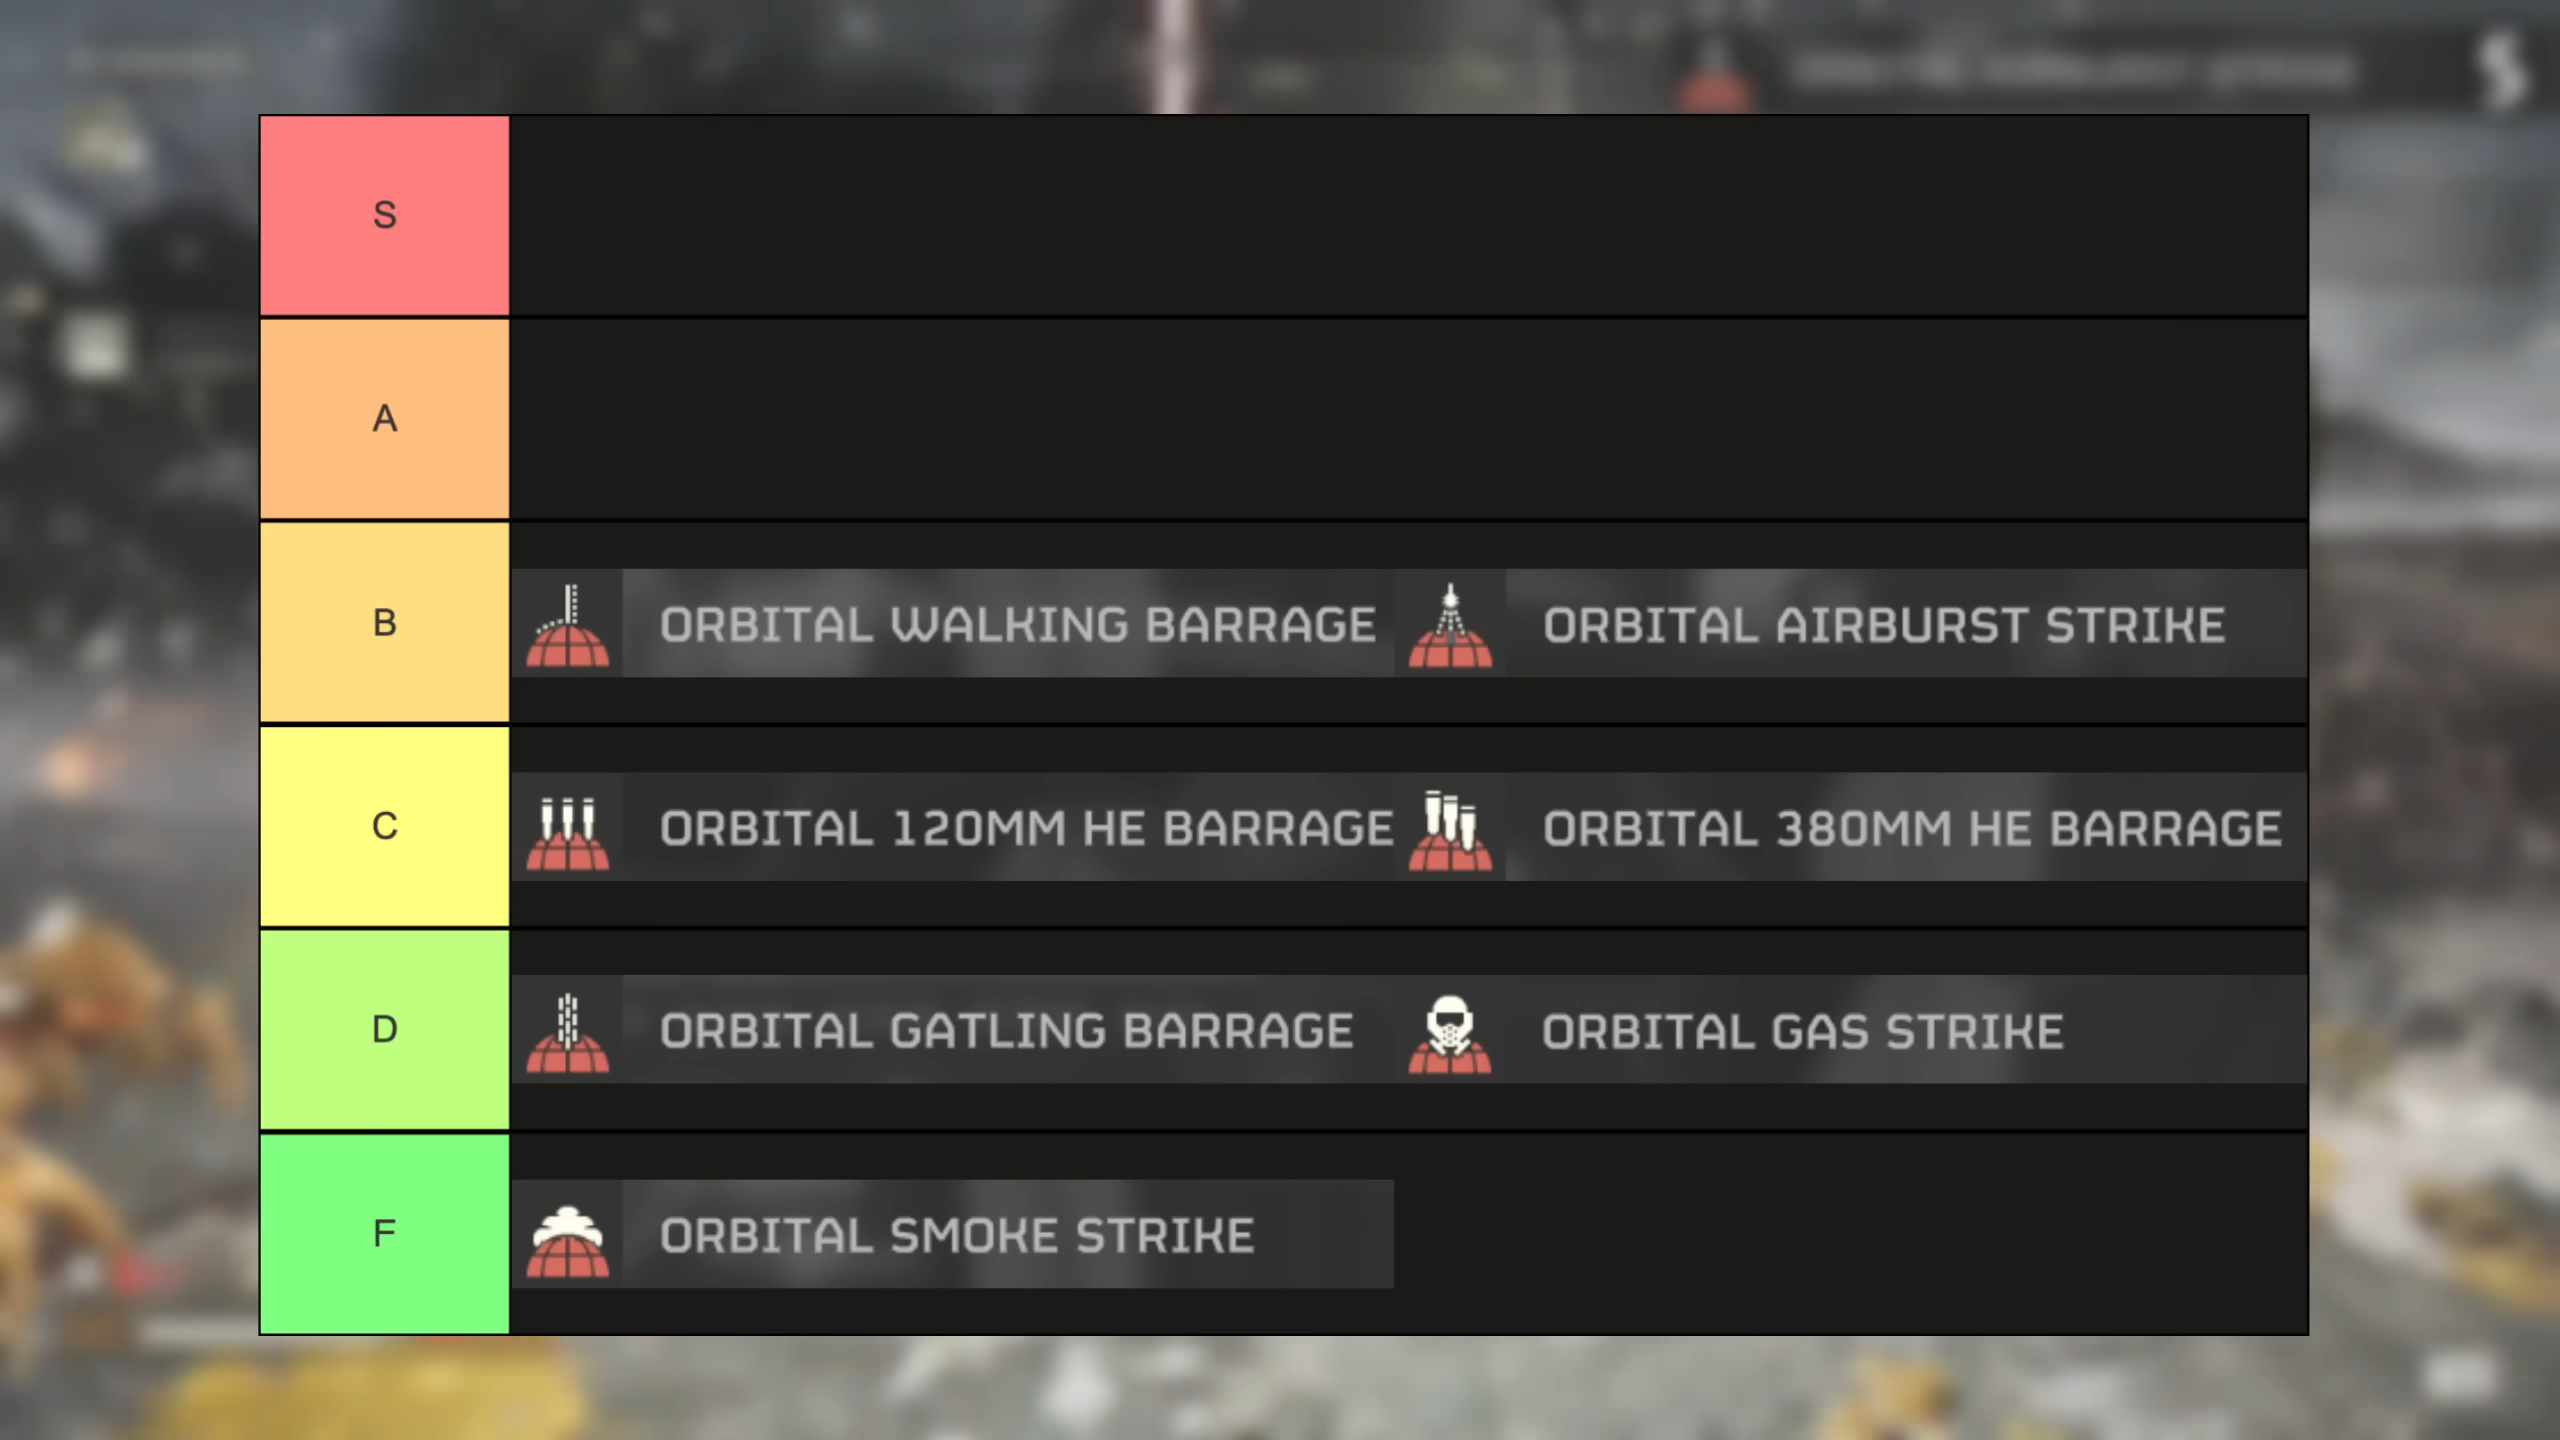 S
A
B
ORBITAL WALKING BARRAGE
ORBITAL AIRBURST STRIKE
C
ORBITAL 120MM HE BARRAGE
ORBITAL 380MM HE BARRAGE
D
ORBITAL GATLING BARRAGE
ORBITAL GAS STRIKE
F
ORBITAL SMOKE STRIKE